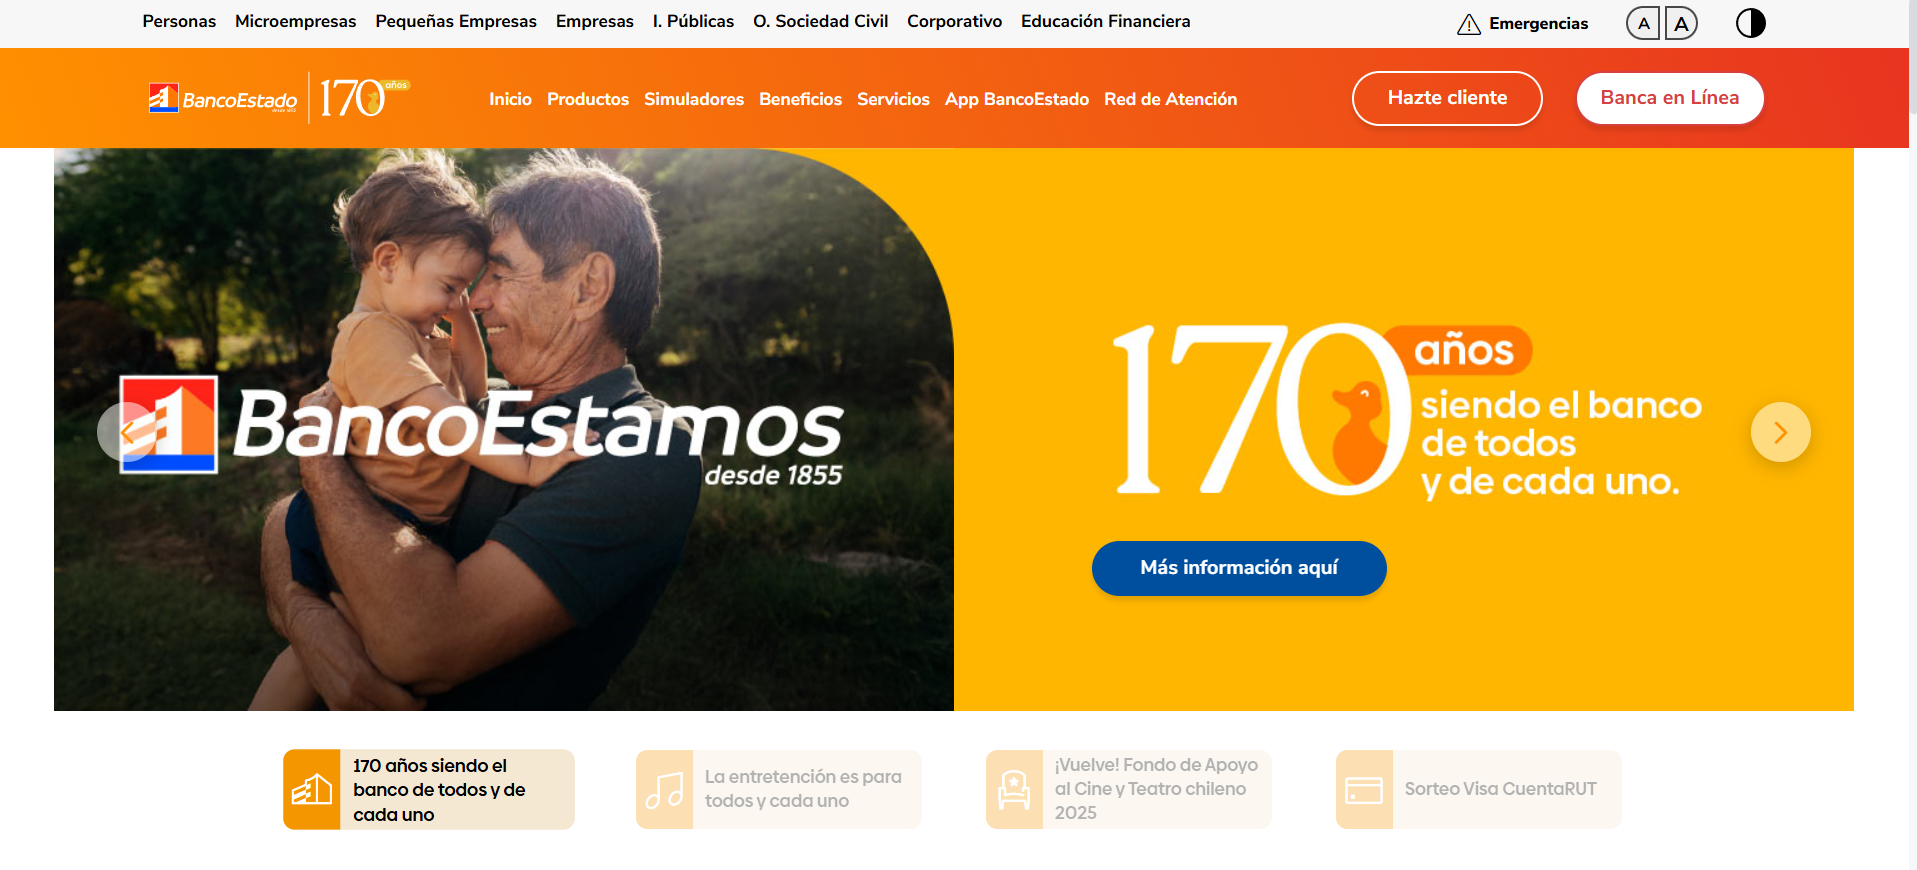 Personas Microempresas Pequeñas Empresas Empresas I. Públicas O. Sociedad Civil Corporativo Educación Financiera Emergencias A A
BancoEstado 170 años Inicio Productos Simuladores Beneficios Servicios App BancoEstado Red de Atención Hazte cliente Banca en Línea
desde 1855
BancoEstamos
desde 1855
170 años
siendo el banco
de todos
y de cada uno.
Más información aquí
170 años siendo el
banco de todos y de
cada uno
La entretención es para
todos y cada uno
¡Vuelve! Fondo de Apoyo
al Cine y Teatro chileno
2025
Sorteo Visa CuentaRUT